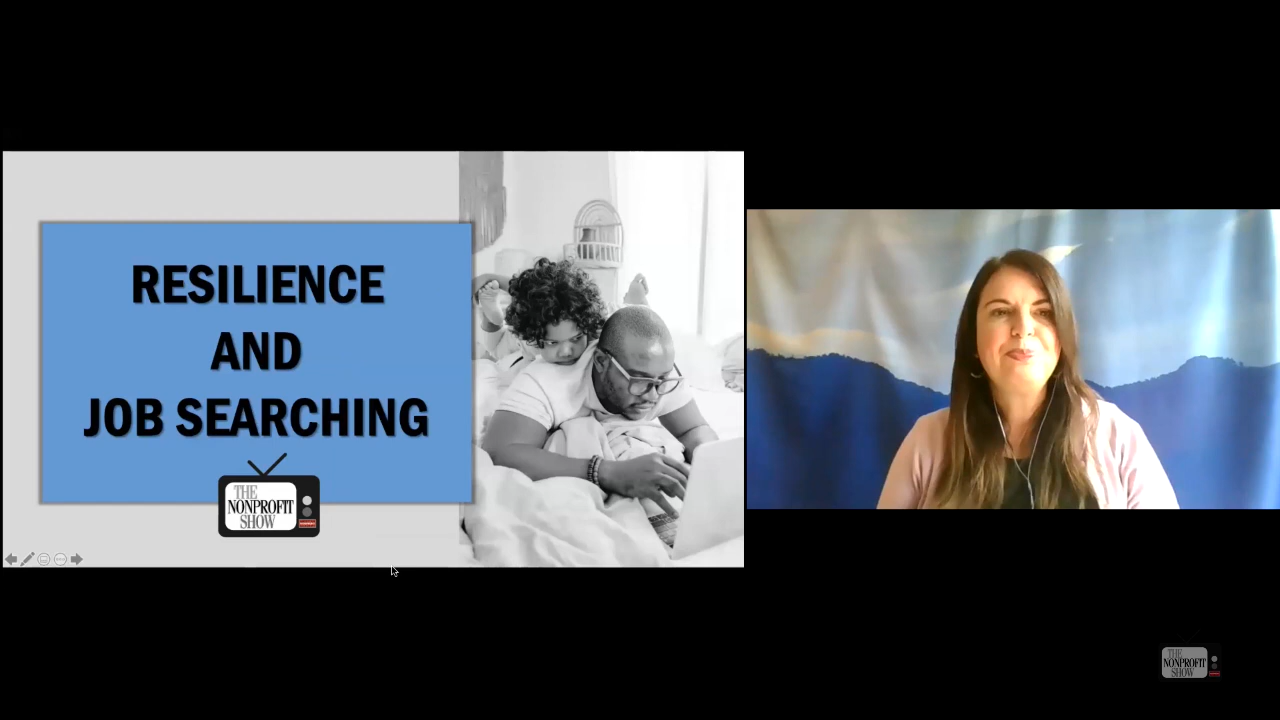 RESILIENCE
AND
JOB SEARCHING
THE
NONPROFIT
SHOW
THE
NONPROFIT
SHOW